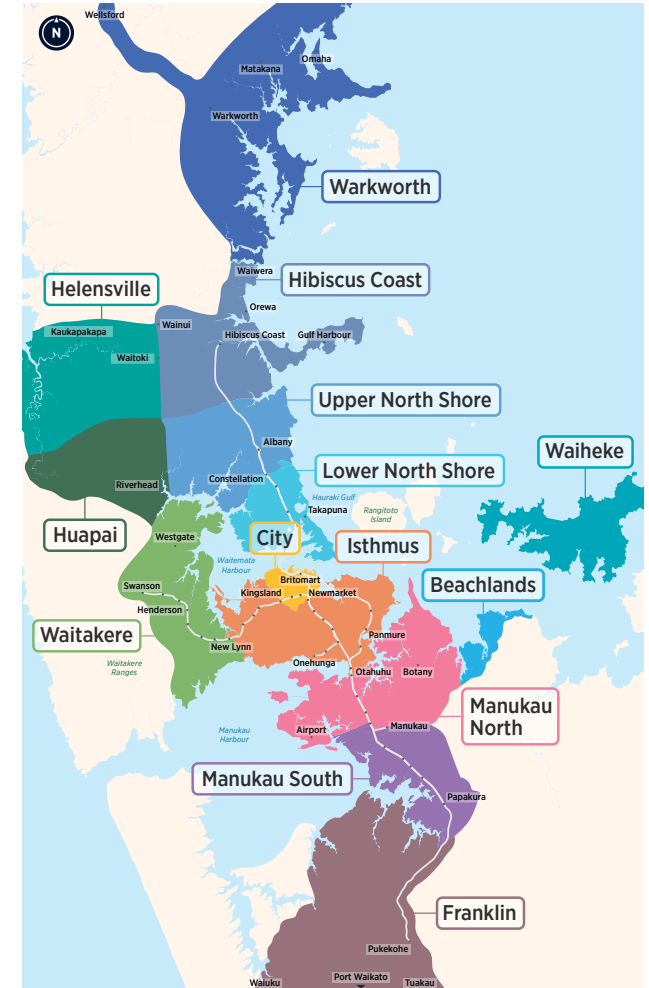 Wellsford
N
Omaha
Matakana
Warkworth
Warkworth
Waiwera
Hibiscus Coast
Helensville
Orewa
Kaukapakapa
Wainui
Hibiscus Coast
Gulf Harbour
Waitoki
Upper North Shore
Albany
Waiheke
Lower North Shore
Constellation
Riverhead
Hauraki Gulf
Takapuna
Rangitoto
Island
Huapai
Westgate
City
Isthmus
Waitemata
Harbour
Britomart
Beachlands
Swanson
Kingsland
Newmarket
Henderson
Waitakere
Panmure
New Lynn
Onehunga
Waitakere
Ranges
Otahuhu
Botany
Manukau
North
Airport
Manukau
Manukau
Harbour
Manukau South
Papakura
Franklin
Pukekohe
Port Waikato
Waiuku
Tuakau